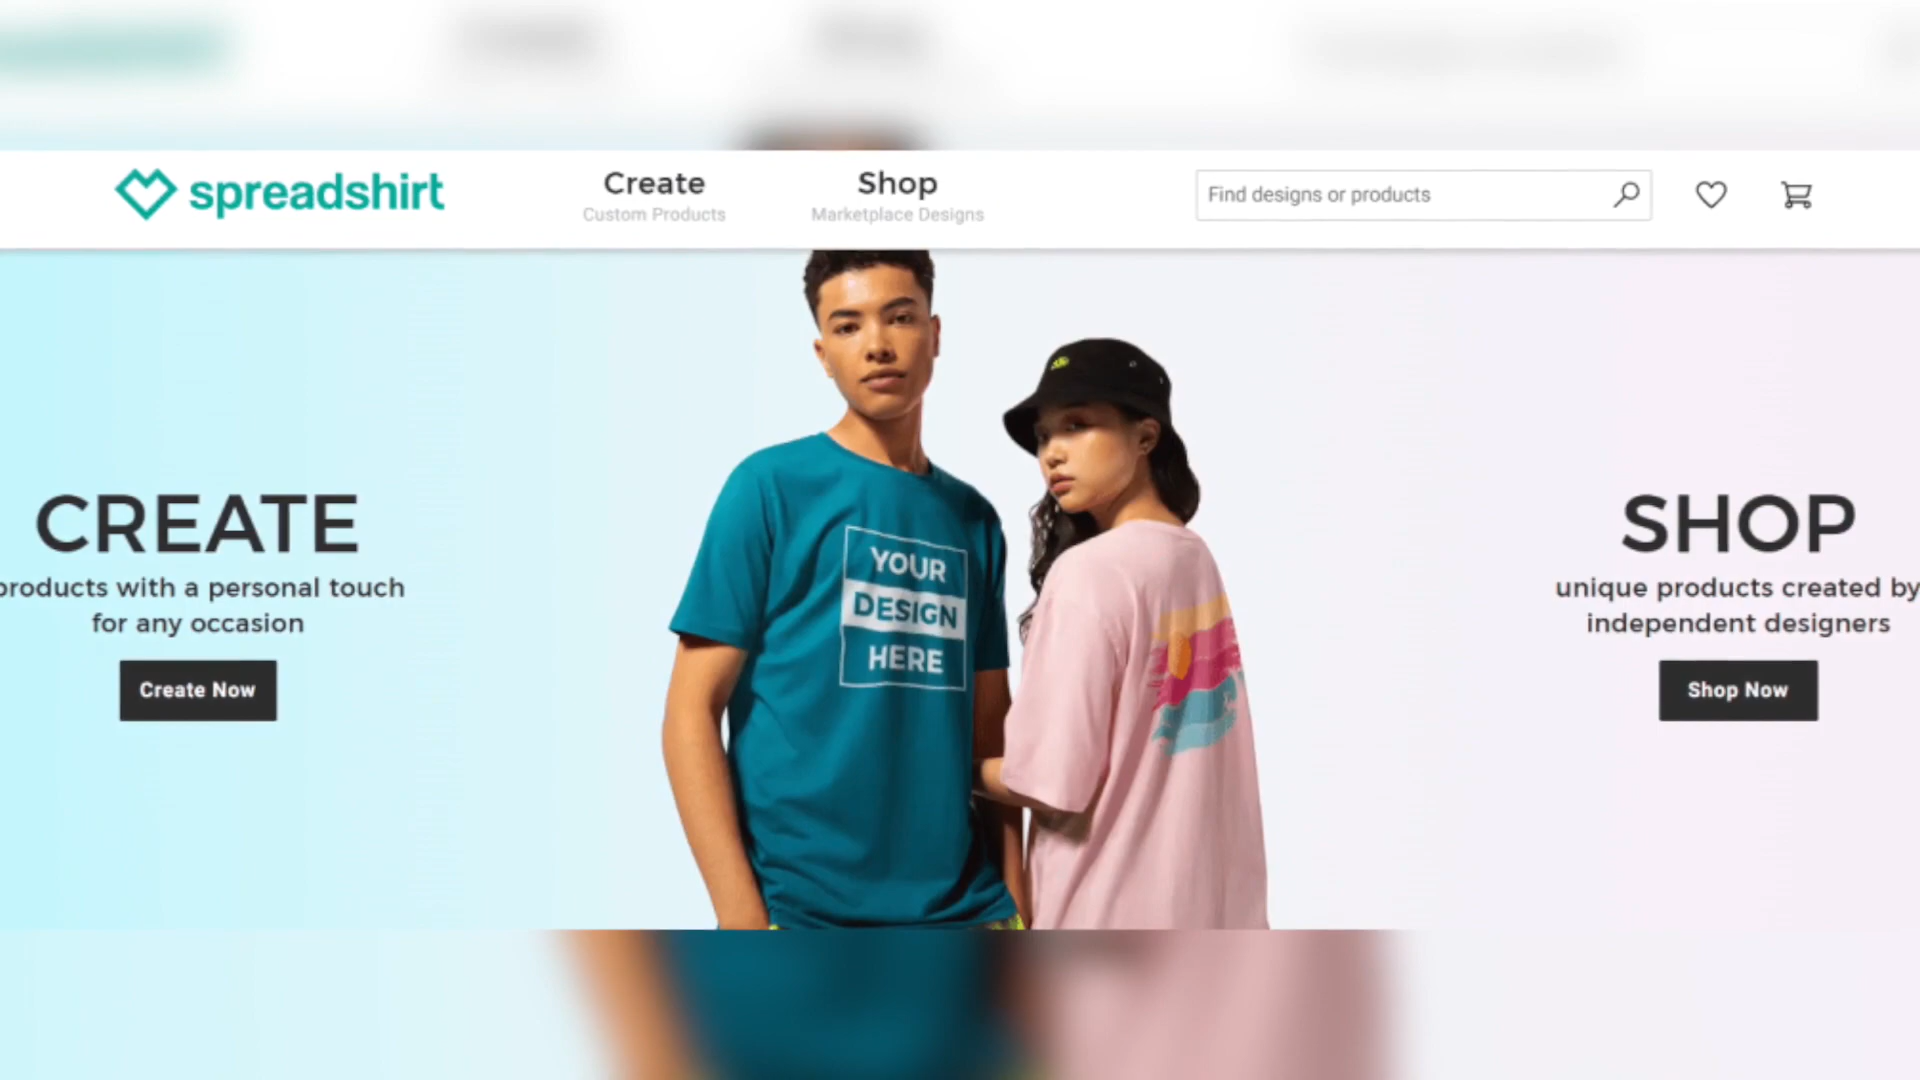 spreadshirt
Create
Custom Products
Shop
Marketplace Designs
Find designs or products
CREATE
products with a personal touch
for any occasion
Create Now
YOUR
DESIGN
HERE
SHOP
unique products created by
independent designers
Shop Now